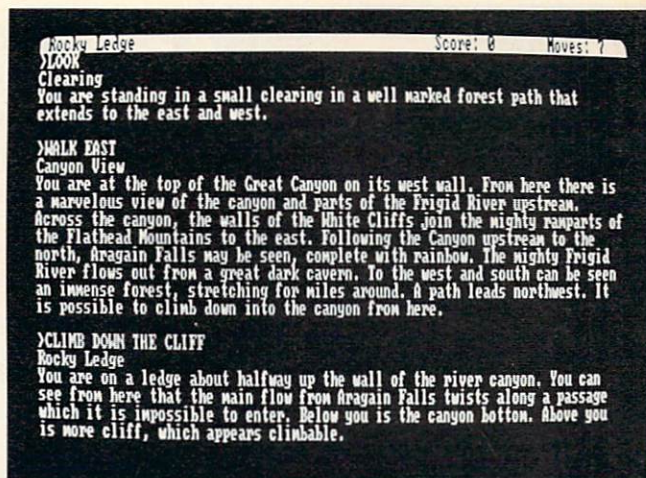 Rocky Ledge Score: 0 Moves: 7
>LOOK
Clearing
You are standing in a small clearing in a well marked forest path that
extends to the east and west.
>WALK EAST
Canyon View
You are at the top of the Great Canyon on its west wall. From here there is
a marvelous view of the canyon and parts of the Frigid River upstream.
Across the canyon, the walls of the White Cliffs join the mighty ramparts of
the Flathead Mountains to the east. Following the Canyon upstream to the
north, Aragain Falls may be seen, complete with rainbow. The mighty Frigid
River flows out from a great dark cavern. To the west and south can be seen
an immense forest, stretching for miles around. A path leads northwest. It
is possible to climb down into the canyon from here.
>CLIMB DOWN THE CLIFF
Rocky Ledge
You are on a ledge about halfway up the wall of the river canyon. You can
see from here that the main flow from Aragain Falls twists along a passage
which it is impossible to enter. Below you is the canyon bottom. Above you
is more cliff, which appears climbable.